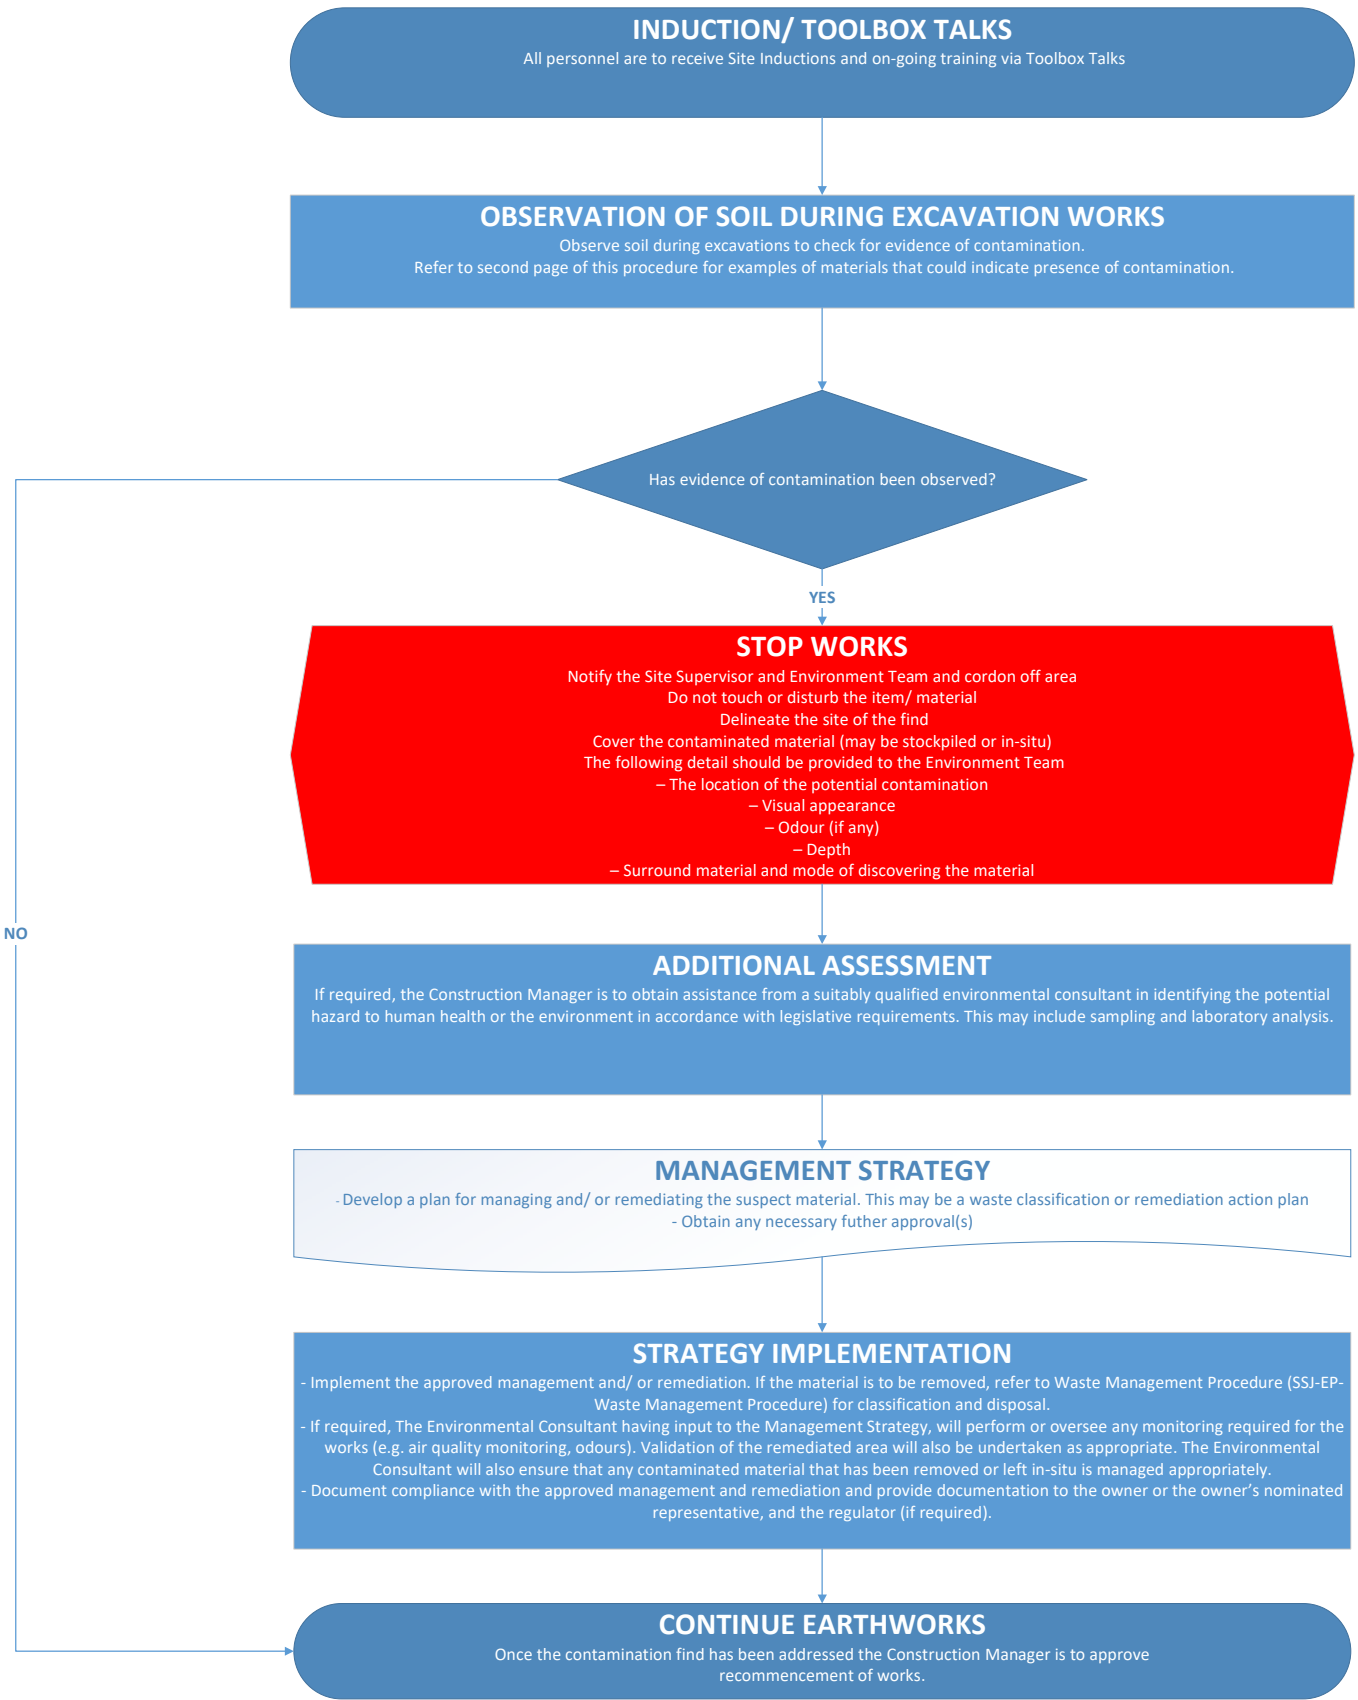 INDUCTION/ TOOLBOX TALKS
All personnel are to receive Site Inductions and on-going training via Toolbox Talks
OBSERVATION OF SOIL DURING EXCAVATION WORKS
Observe soil during excavations to check for evidence of contamination.
Refer to second page of this procedure for examples of materials that could indicate presence of contamination.
Has evidence of contamination been observed?
YES
STOP WORKS
Notify the Site Supervisor and Environment Team and cordon off area
Do not touch or disturb the item/ material
Delineate the site of the find
Cover the contaminated material (may be stockpiled or in-situ)
The following detail should be provided to the Environment Team
– The location of the potential contamination
– Visual appearance
– Odour (if any)
– Depth
– Surround material and mode of discovering the material
NO
ADDITIONAL ASSESSMENT
If required, the Construction Manager is to obtain assistance from a suitably qualified environmental consultant in identifying the potential
hazard to human health or the environment in accordance with legislative requirements. This may include sampling and laboratory analysis.
MANAGEMENT STRATEGY
- Develop a plan for managing and/ or remediating the suspect material. This may be a waste classification or remediation action plan
- Obtain any necessary futher approval(s)
STRATEGY IMPLEMENTATION
- Implement the approved management and/ or remediation. If the material is to be removed, refer to Waste Management Procedure (SSJ-EP-
Waste Management Procedure) for classification and disposal.
- If required, The Environmental Consultant having input to the Management Strategy, will perform or oversee any monitoring required for the
works (e.g. air quality monitoring, odours). Validation of the remediated area will also be undertaken as appropriate. The Environmental
Consultant will also ensure that any contaminated material that has been removed or left in-situ is managed appropriately.
- Document compliance with the approved management and remediation and provide documentation to the owner or the owner’s nominated
representative, and the regulator (if required).
CONTINUE EARTHWORKS
Once the contamination find has been addressed the Construction Manager is to approve
recommencement of works.